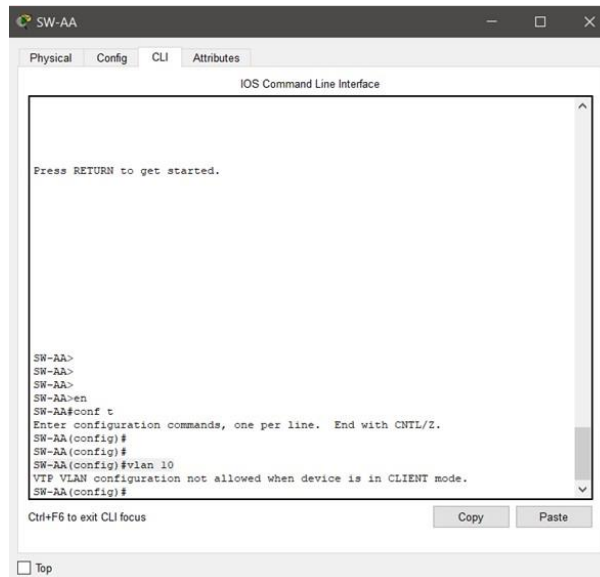 SW-AA
Physical Config CLI Attributes
IOS Command Line Interface
Press RETURN to get started.
SW-AA>
SW-AA>
SW-AA>
SW-AA>en
SW-AA#conf t
Enter configuration commands, one per line. End with CNTL/Z.
SW-AA(config)#
SW-AA(config)#
SW-AA(config)#vlan 10
VTP VLAN configuration not allowed when device is in CLIENT mode.
SW-AA(config)#
Ctrl+F6 to exit CLI focus
Copy Paste
Top